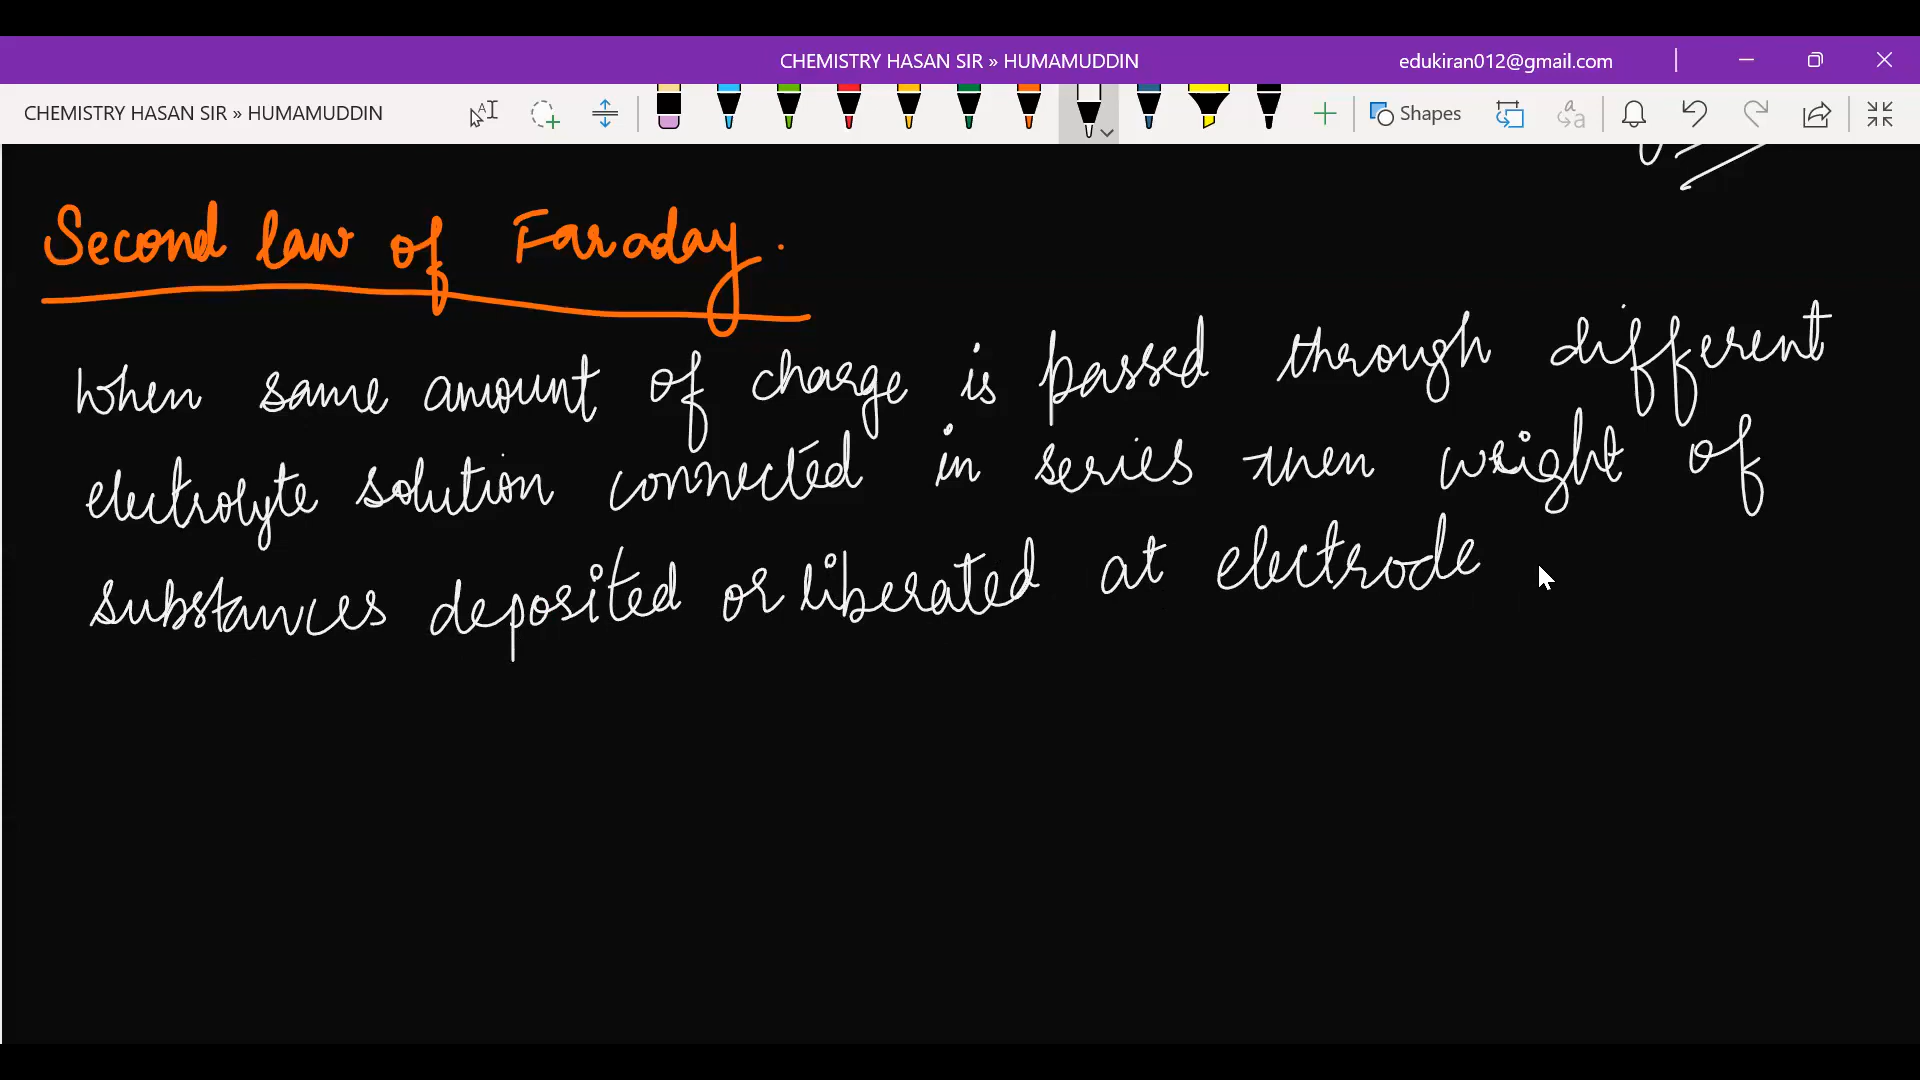 CHEMISTRY HASAN SIR » HUMAMUDDIN
edukiran012@gmail.com
CHEMISTRY HASAN SIR » HUMAMUDDIN
Shapes
Second law of Faraday.
When same amount of charge is passed through different
electrolyte solution connected in series then weight of
substances deposited or liberated at electrode